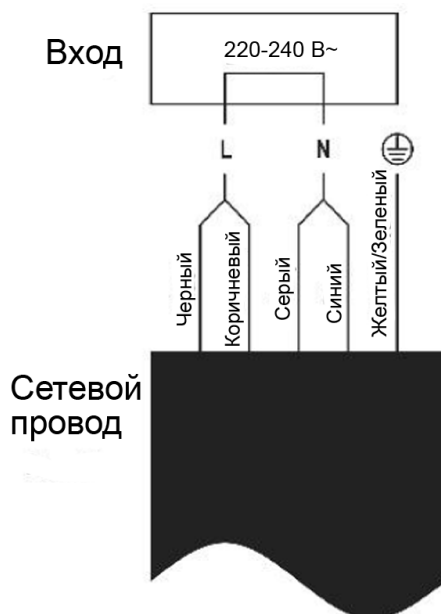 Вход
220-240 В~
L
N
Черный
Коричневый
Серый
Синий
Желтый/Зеленый
Сетевой
провод